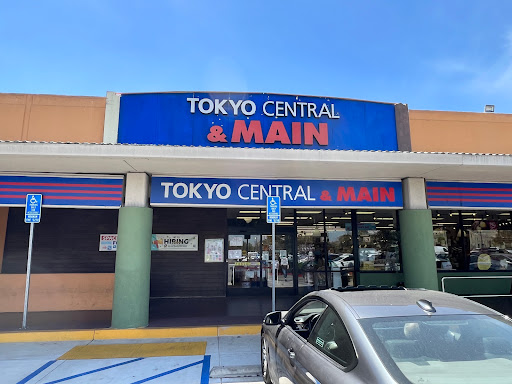 TOKYO CENTRAL
& MAIN
TOKYO CENTRAL & MAIN
HIRING